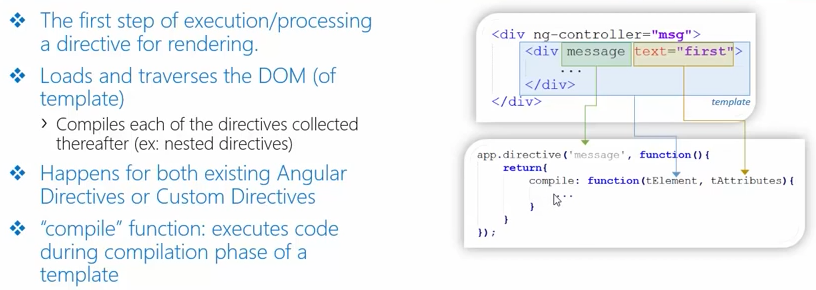 The first step of execution/processing
a directive for rendering.
Loads and traverses the DOM (of
template)
Compiles each of the directives collected
thereafter (ex: nested directives)
Happens for both existing Angular
Directives or Custom Directives
“compile” function: executes code
during compilation phase of a
template
<div ng-controller="msg">
<div message text="first">
...
</div>
</div>
template
app.directive('message', function(){
return{
compile: function(tElement, tAttributes){
...
}
}
});